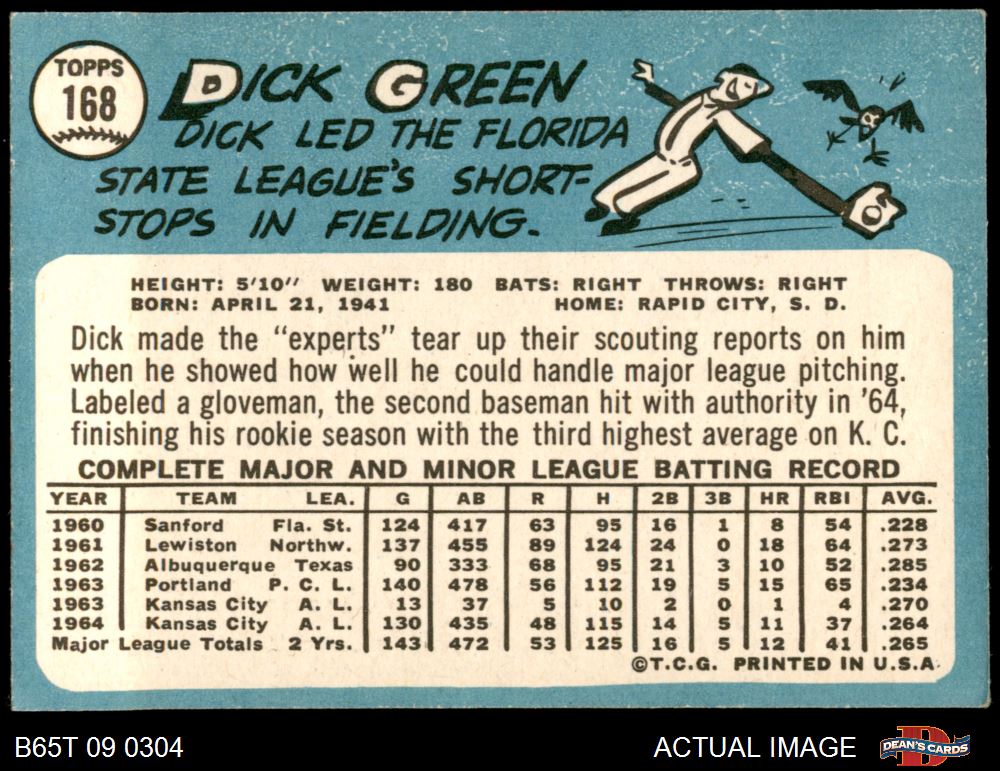 TOPPS
168
DICK GREEN
DICK LED THE FLORIDA
STATE LEAGUE'S SHORT-
STOPS IN FIELDING.
HEIGHT: 5'10" WEIGHT: 180 BATS: RIGHT THROWS: RIGHT
BORN: APRIL 21, 1941 HOME: RAPID CITY, S. D.
Dick made the "experts" tear up their scouting reports on him
when he showed how well he could handle major league pitching.
Labeled a gloveman, the second baseman hit with authority in '64,
finishing his rookie season with the third highest average on K. C.
COMPLETE MAJOR AND MINOR LEAGUE BATTING RECORD
YEAR TEAM LEA. G AB R H 2B 3B HR RBI AVG.
1960 Sanford Fla. St. 124 417 63 95 16 1 8 54 .228
1961 Lewiston Northw. 137 455 89 124 24 0 18 64 .273
1962 Albuquerque Texas 90 333 68 95 21 3 10 52 .285
1963 Portland P. C. L. 140 478 56 112 19 5 15 65 .234
1963 Kansas City A. L. 13 37 5 10 2 0 1 4 .270
1964 Kansas City A. L. 130 435 48 115 14 5 11 37 .264
Major League Totals 2 Yrs. 143 472 53 125 16 5 12 41 .265
©T.C.G. PRINTED IN U.S.A.
B65T 09 0304 ACTUAL IMAGE DEAN'S CARDS